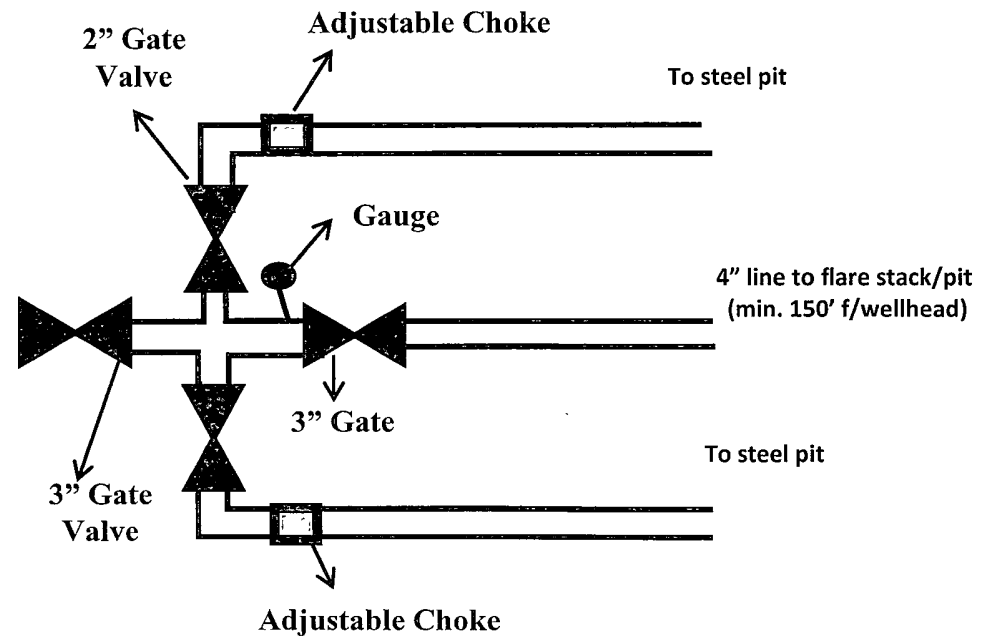 Adjustable Choke
2” Gate
Valve
To steel pit
Gauge
4” line to flare stack/pit
(min. 150’ f/wellhead)
3” Gate
To steel pit
3” Gate
Valve
Adjustable Choke